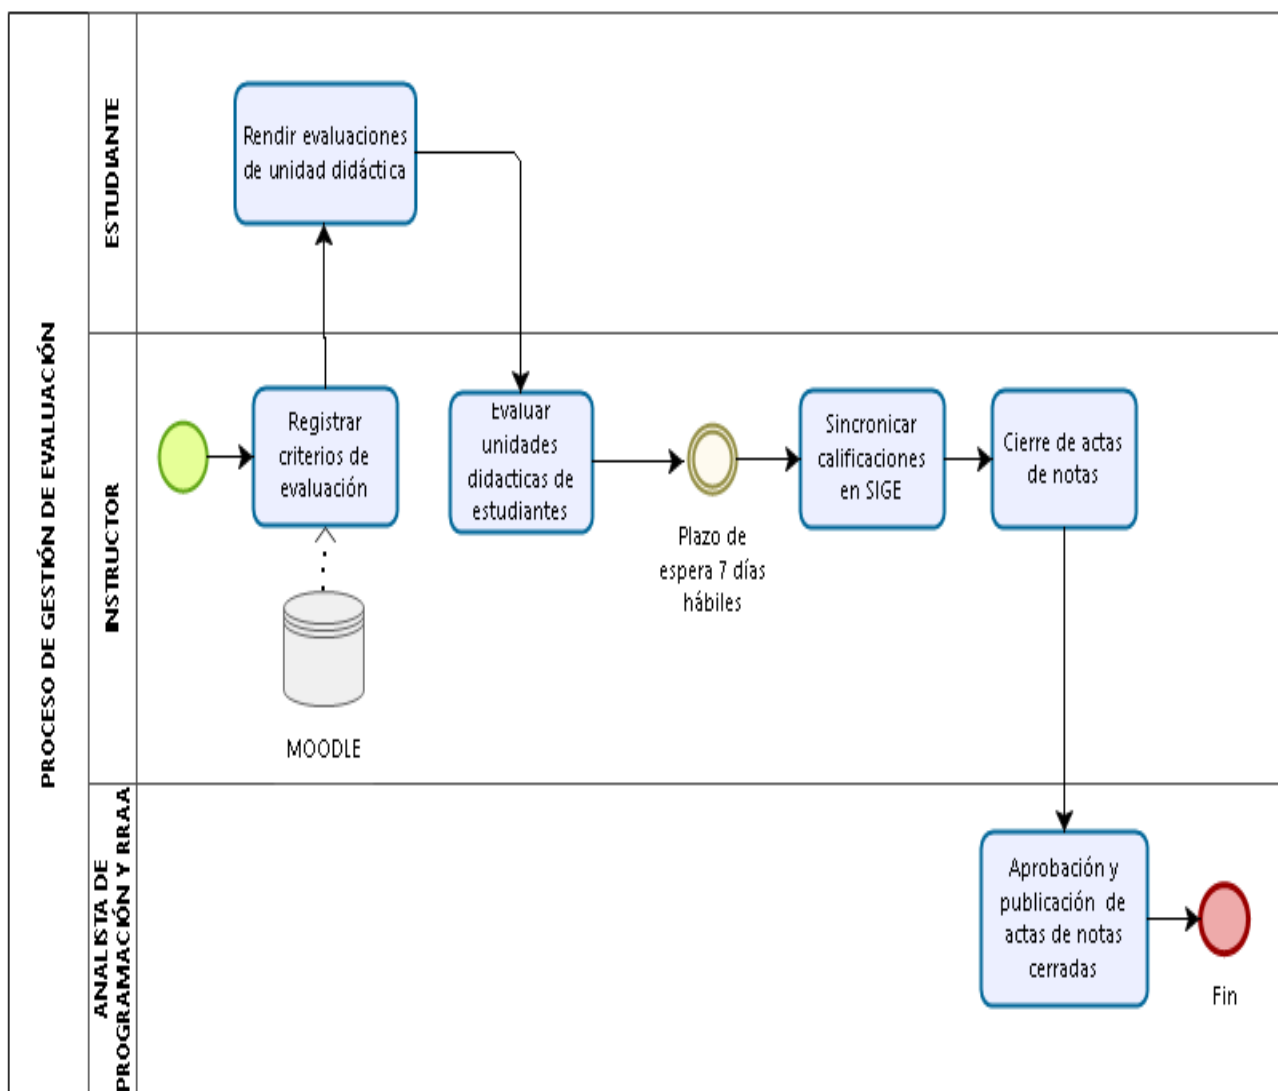 PROCESO DE GESTIÓN DE EVALUACIÓN
ESTUDIANTE
Rendir evaluaciones
de unidad didáctica
INSTRUCTOR
Registrar
criterios de
evaluación
MOODLE
Evaluar
unidades
didacticas de
estudiantes
Plazo de
espera 7 días
hábiles
Sincronicar
calificaciones
en SIGE
Cierre de actas
de notas
ANALISTA DE
PROGRAMACIÓN Y RRAA
Aprobación y
publicación de
actas de notas
cerradas
Fin